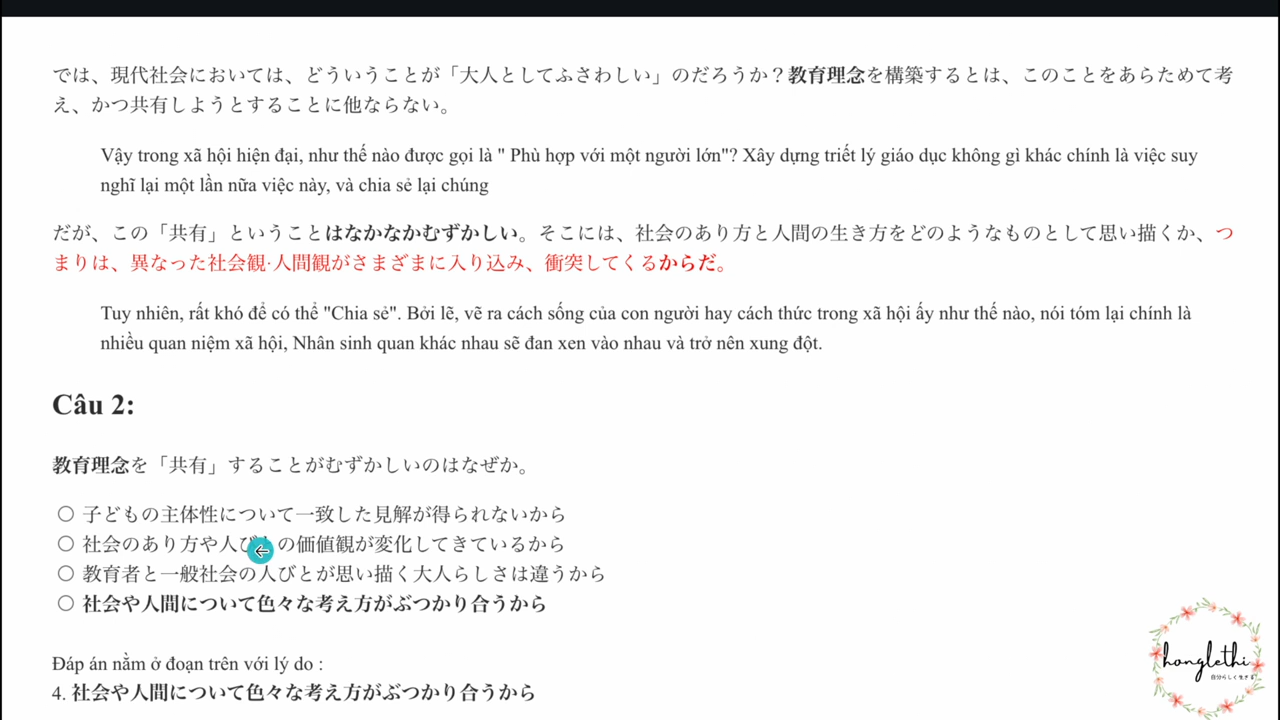 では、現代社会においては、どういうことが「大人としてふさわしい」のだろうか？教育理念を構築するとは、このことをあらためて考
え、かつ共有しようとすることに他ならない。
Vậy trong xã hội hiện đại, như thế nào được gọi là " Phù hợp với một người lớn"? Xây dựng triết lý giáo dục không gì khác chính là việc suy
nghĩ lại một lần nữa việc này, và chia sẻ lại chúng
だが、この「共有」ということはなかなかむずかしい。そこには、社会のあり方と人間の生き方をどのようなものとして思い描くか、つ
まりは、異なった社会観·人間観がさまざまに入り込み、衝突してくるからだ。
Tuy nhiên, rất khó để có thể "Chia sẻ". Bởi lẽ, vẽ ra cách sống của con người hay cách thức trong xã hội ấy như thế nào, nói tóm lại chính là
nhiều quan niệm xã hội, Nhân sinh quan khác nhau sẽ đan xen vào nhau và trở nên xung đột.
Câu 2:
教育理念を「共有」することがむずかしいのはなぜか。
子どもの主体性について一致した見解が得られないから
社会のあり方や人びとの価値観が変化してきているから
教育者と一般社会の人びとが思い描く大人らしさは違うから
社会や人間について色々な考え方がぶつかり合うから
Đáp án nằm ở đoạn trên với lý do :
4. 社会や人間について色々な考え方がぶつかり合うから
honglethi
自分らしく生きる